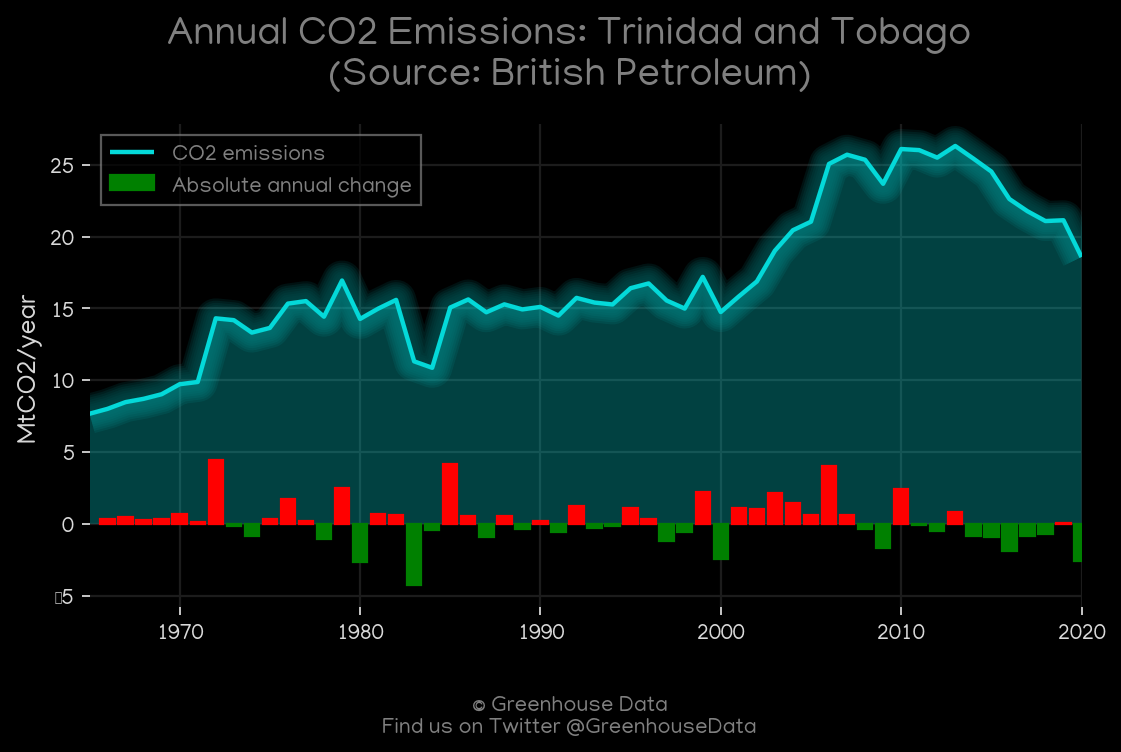 Annual CO2 Emissions: Trinidad and Tobago
(Source: British Petroleum)
CO2 emissions
Absolute annual change
MtCO2/year
25
20
15
10
5
0
▯5
1970 1980 1990 2000 2010 2020
© Greenhouse Data
Find us on Twitter @GreenhouseData